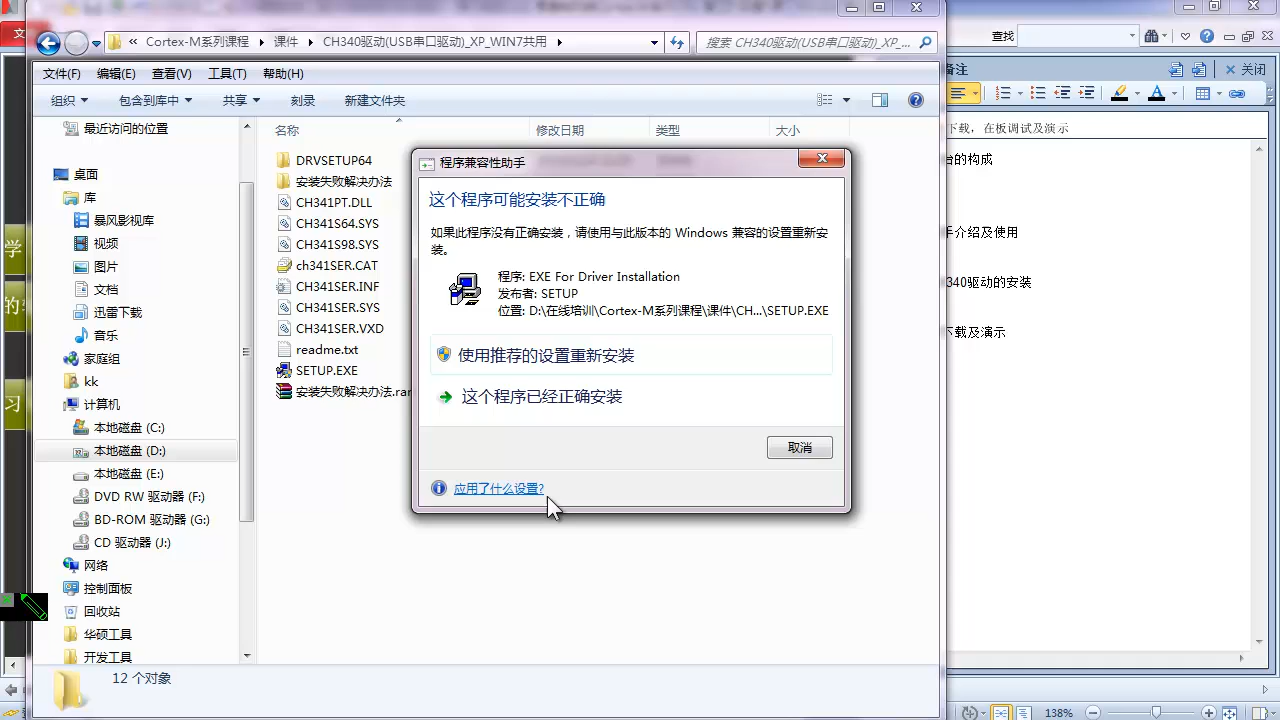 文
« Cortex-M系列课程 ▸ 课件 ▸ CH340驱动(USB串口驱动)_XP_WIN7共用 ▸
搜索 CH340驱动(USB串口驱动)_XP_...
查找
文件(F) 编辑(E) 查看(V) 工具(T) 帮助(H)
备注
关闭
组织 包含到库中 共享 刻录 新建文件夹
最近访问的位置
桌面
库
暴风影视库
视频
图片
文档
迅雷下载
音乐
家庭组
kk
计算机
本地磁盘 (C:)
本地磁盘 (D:)
本地磁盘 (E:)
DVD RW 驱动器 (F:)
BD-ROM 驱动器 (G:)
CD 驱动器 (J:)
网络
控制面板
回收站
华硕工具
开发工具
名称 修改日期 类型 大小
DRVSETUP64
安装失败解决办法
CH341PT.DLL
CH341S64.SYS
CH341S98.SYS
ch341SER.CAT
CH341SER.INF
CH341SER.SYS
CH341SER.VXD
readme.txt
SETUP.EXE
安装失败解决办法.rar
程序兼容性助手
这个程序可能安装不正确
如果此程序没有正确安装，请使用与此版本的 Windows 兼容的设置重新安
装。
程序: EXE For Driver Installation
发布者: SETUP
位置: D:\在线培训\Cortex-M系列课程\课件\CH...\SETUP.EXE
使用推荐的设置重新安装
这个程序已经正确安装
取消
应用了什么设置?
下载，在板调试及演示
台的构成
手介绍及使用
340驱动的安装
下载及演示
学
的
习
12 个对象
138%